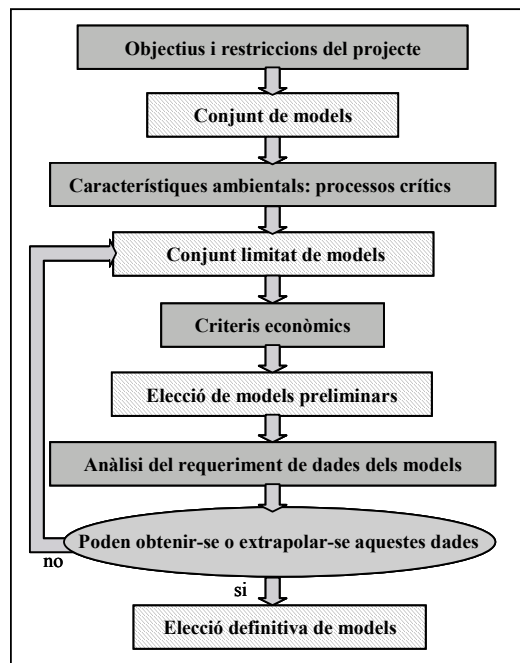 Objectius i restriccions del projecte
Conjunt de models
Característiques ambientals: processos crítics
Conjunt limitat de models
Criteris econòmics
Elecció de models preliminars
Anàlisi del requeriment de dades dels models
Poden obtenir-se o extrapolar-se aquestes dades
no
si
Elecció definitiva de models